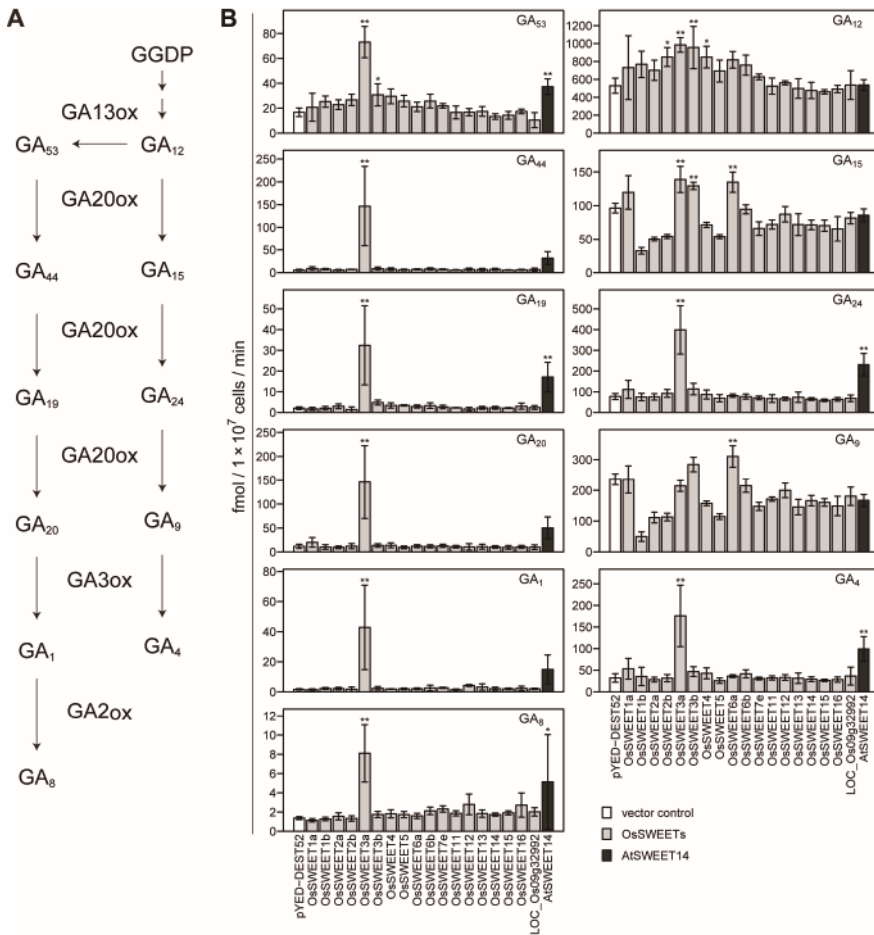 A
GGDP
GA13ox
GA53
GA12
GA20ox
GA44
GA15
GA20ox
GA19
GA24
GA20ox
GA20
GA9
GA3ox
GA1
GA4
GA2ox
GA8
B
fmol / 1 × 10^7 cells / min
GA53
80
60
40
20
0
**
*
**
GA12
1200
1000
800
600
400
200
0
*
**
**
*
GA44
250
200
150
100
50
0
**
GA15
150
100
50
0
**
**
**
GA19
50
40
30
20
10
0
**
**
GA24
500
400
300
200
100
0
**
**
GA20
250
200
150
100
50
0
**
GA9
300
200
100
0
**
GA1
80
60
40
20
0
**
GA4
250
200
150
100
50
0
**
**
GA8
12
10
8
6
4
2
0
**
*
pYED-DEST52
OsSWEET1a
OsSWEET1b
OsSWEET2a
OsSWEET2b
OsSWEET3a
OsSWEET3b
OsSWEET4
OsSWEET5
OsSWEET6a
OsSWEET6b
OsSWEET7e
OsSWEET11
OsSWEET12
OsSWEET13
OsSWEET14
OsSWEET15
OsSWEET16
LOC_Os09g32992
AtSWEET14
pYED-DEST52
OsSWEET1a
OsSWEET1b
OsSWEET2a
OsSWEET2b
OsSWEET3a
OsSWEET3b
OsSWEET4
OsSWEET5
OsSWEET6a
OsSWEET6b
OsSWEET7e
OsSWEET11
OsSWEET12
OsSWEET13
OsSWEET14
OsSWEET15
OsSWEET16
LOC_Os09g32992
AtSWEET14
vector control
OsSWEETs
AtSWEET14